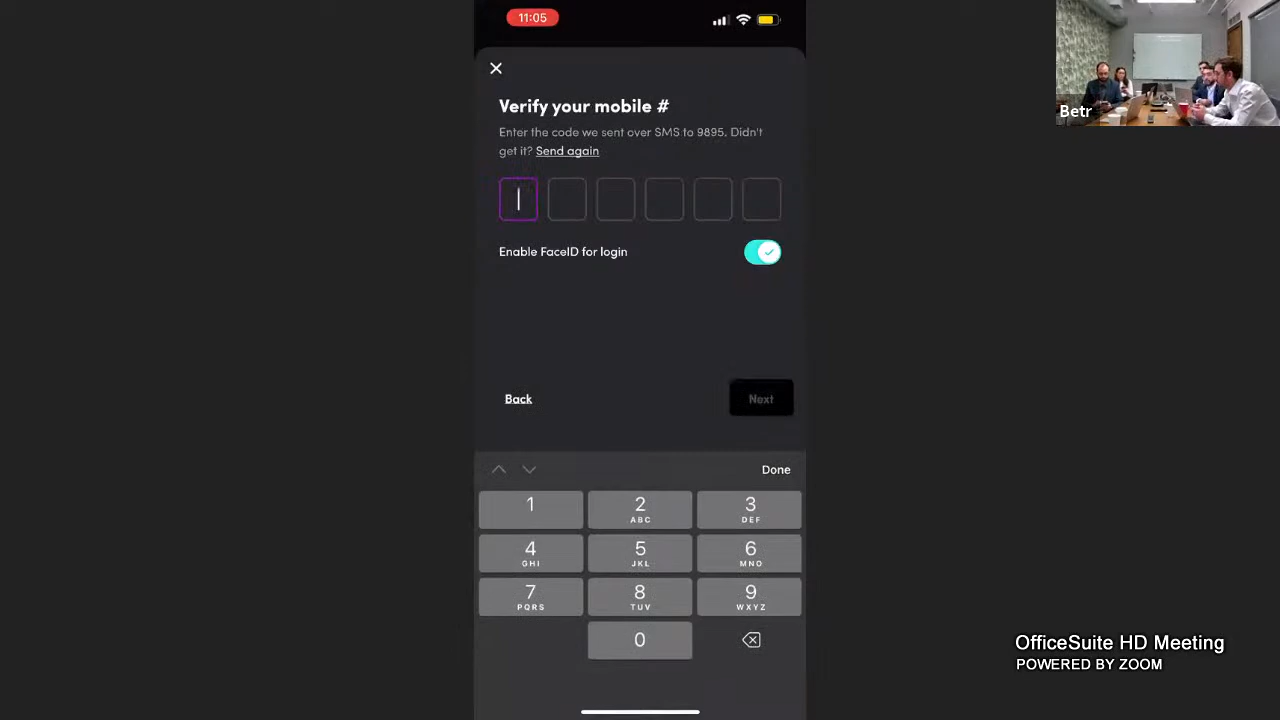 11:05
Verify your mobile #
Enter the code we sent over SMS to 9895. Didn't
get it? Send again
Enable FaceID for login
Back
Next
Done
1
2
ABC
3
DEF
4
GHI
5
JKL
6
MNO
7
PQRS
8
TUV
9
WXYZ
0
Betr
OfficeSuite HD Meeting
POWERED BY ZOOM